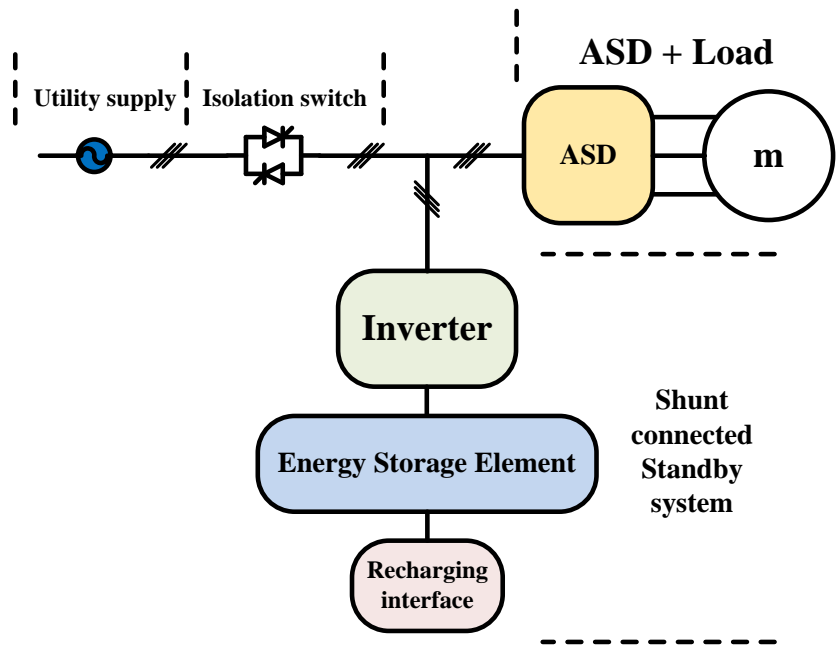 ASD + Load
Utility supply
Isolation switch
ASD
m
Inverter
Energy Storage Element
Shunt
connected
Standby
system
Recharging
interface